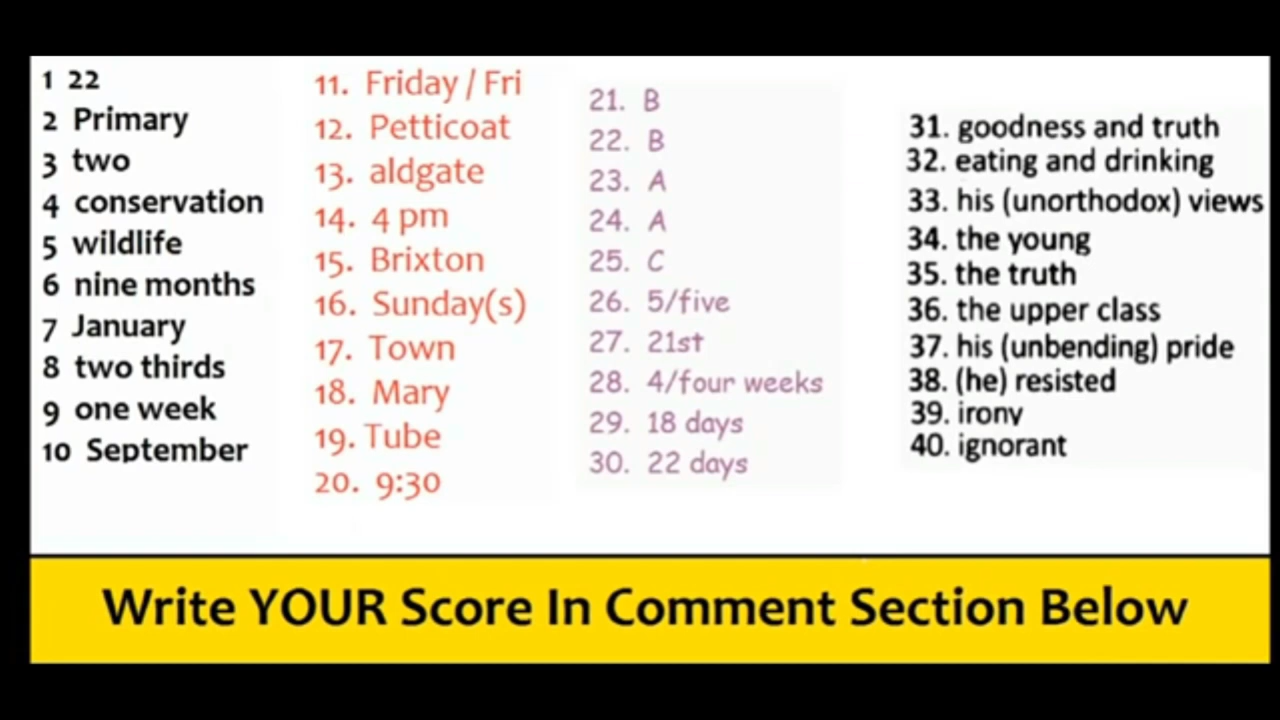 1 22
2 Primary
3 two
4 conservation
5 wildlife
6 nine months
7 January
8 two thirds
9 one week
10 September
11. Friday / Fri
12. Petticoat
13. aldgate
14. 4 pm
15. Brixton
16. Sunday(s)
17. Town
18. Mary
19. Tube
20. 9:30
21. B
22. B
23. A
24. A
25. C
26. 5/five
27. 21st
28. 4/four weeks
29. 18 days
30. 22 days
31. goodness and truth
32. eating and drinking
33. his (unorthodox) views
34. the young
35. the truth
36. the upper class
37. his (unbending) pride
38. (he) resisted
39. irony
40. ignorant
Write YOUR Score In Comment Section Below